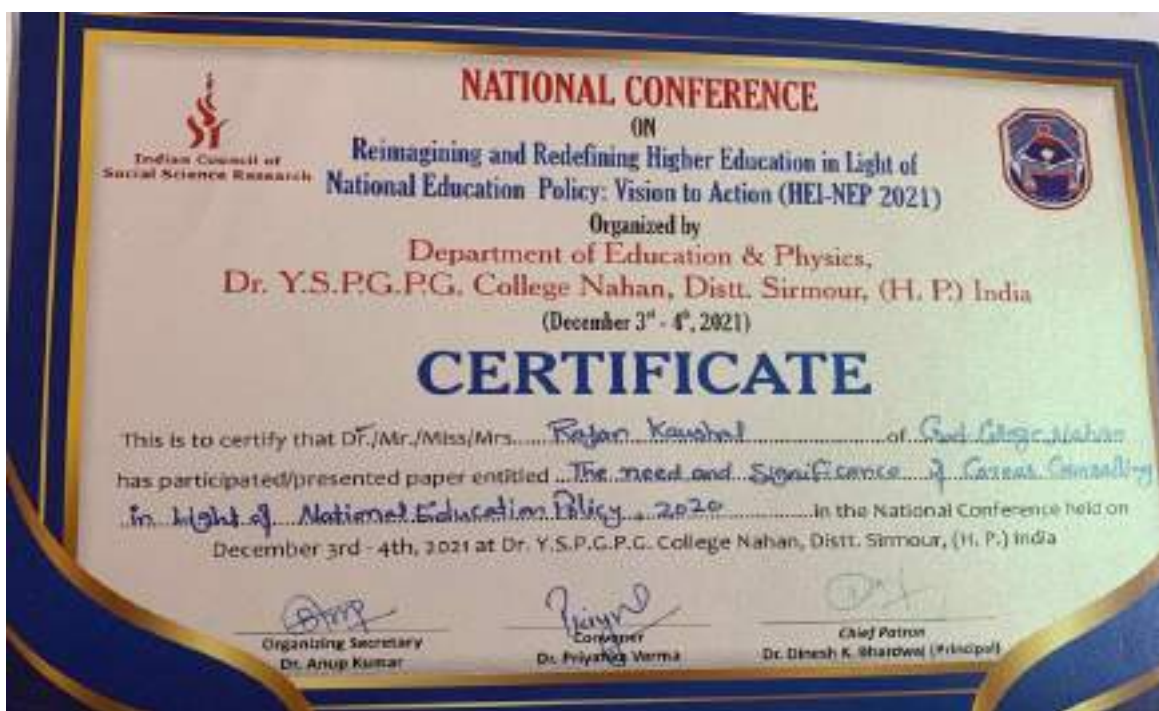 NATIONAL CONFERENCE
ON
Indian Council of
Social Science Research
Reimagining and Redefining Higher Education in Light of
National Education Policy: Vision to Action (HEI-NEP 2021)
Organized by
Department of Education & Physics,
Dr. Y.S.P.G.P.G. College Nahan, Distt. Sirmour, (H. P.) India
(December 3rd - 4th, 2021)
CERTIFICATE
This is to certify that Dr./Mr./Miss/Mrs. Rajan Kaushal of Govt College Nahan
has participated/presented paper entitled The need and Significance of Career Counselling
in Light of National Education Policy, 2020 in the National Conference held on
December 3rd - 4th, 2021 at Dr. Y.S.P.G.P.G. College Nahan, Distt. Sirmour, (H. P.) India
Organizing Secretary
Dr. Anup Kumar
Convener
Dr. Priyanka Verma
Chief Patron
Dr. Dinesh K. Bhardwaj (Principal)